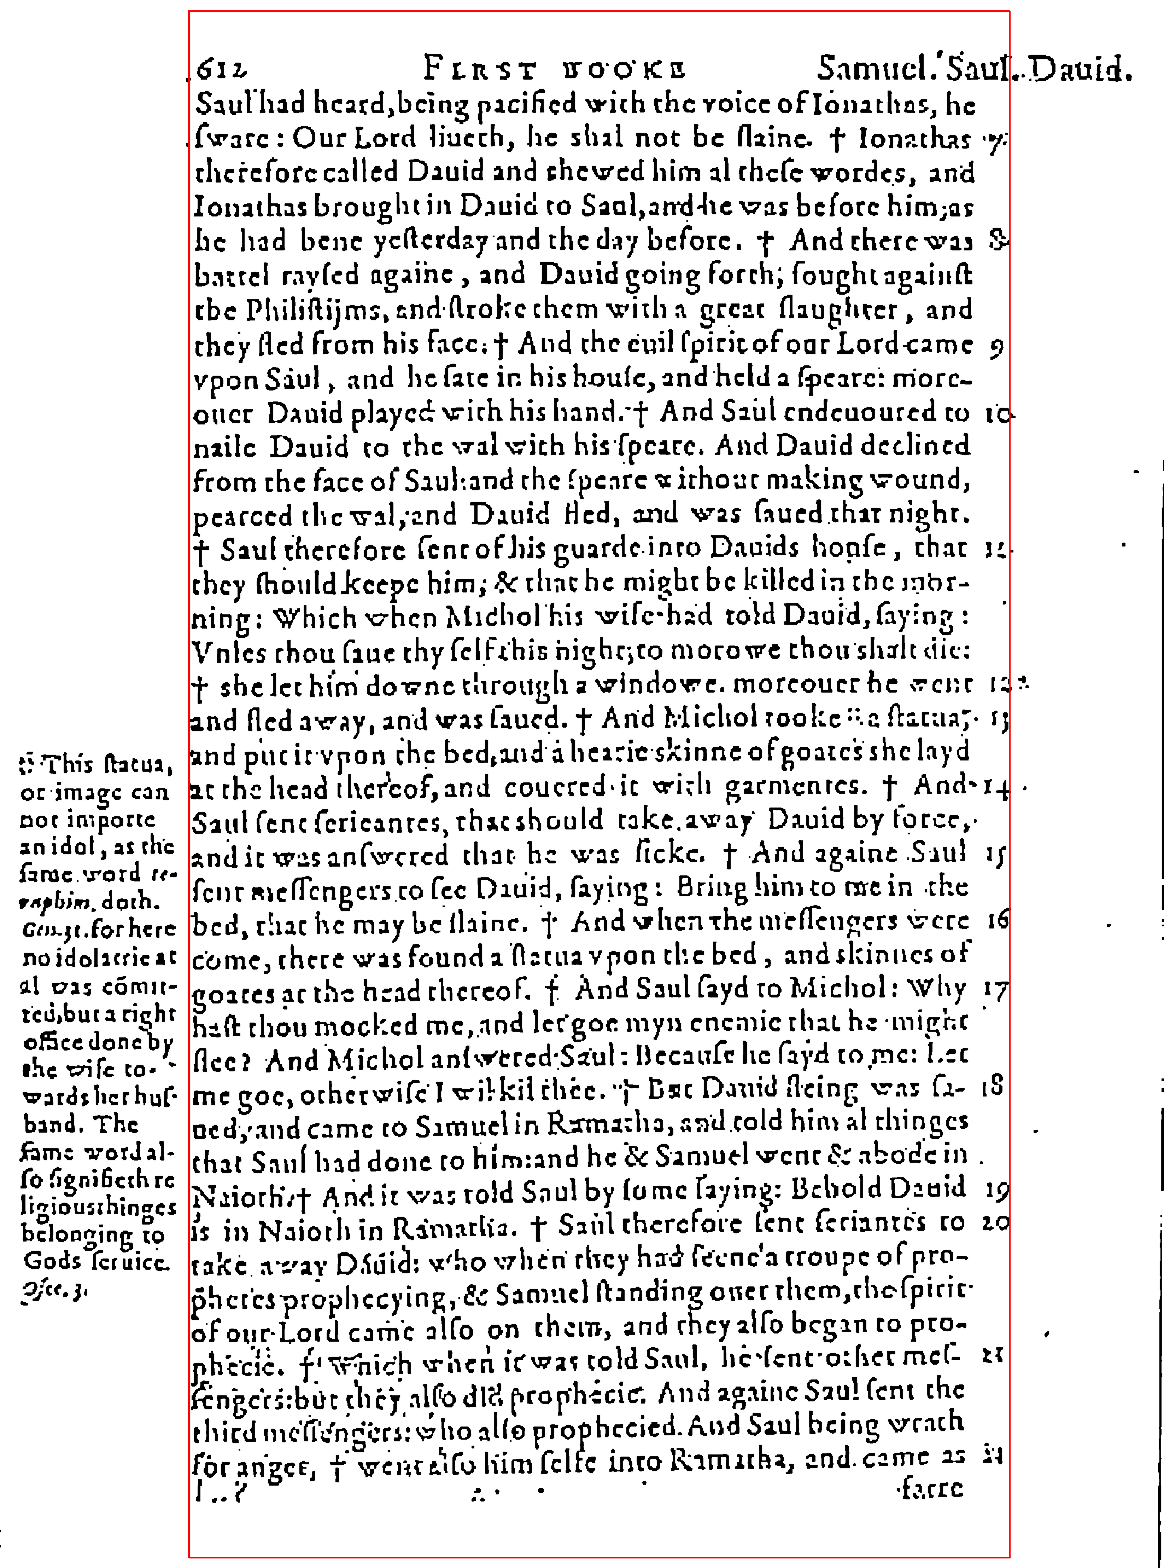 612 FIRST BOOKE Samuel. Saul. Dauid.
Saul had heard, being pacified with the voice of Ionathas, he
ſware: Our Lord liueth, he shal not be ſlaine. † Ionathas 7
therefore called Dauid and shewed him al theſe wordes, and
Ionathas brought in Dauid to Saul, and he was before him, as
he had bene yeſterday and the day before. † And there was 8
battel rayſed againe, and Dauid going forth, fought againſt
the Philiſtijms, and ſtroke them with a great ſlaughter, and
they fled from his face. † And the euil ſpirit of our Lord came 9
vpon Saul, and he ſate in his houſe, and held a ſpeare: more-
ouer Dauid played with his hand. † And Saul endeuoured to 10
naile Dauid to the wal with his ſpeare. And Dauid declined
from the face of Saul: and the ſpeare without making wound,
pearced the wal, and Dauid fled, and was ſaued that night.
† Saul therefore ſent of his guarde into Dauids houſe, that 11
they ſhould keepe him, & that he might be killed in the mor-
ning: Which when Michol his wife had told Dauid, ſaying:
Vnles thou ſaue thy ſelf this night, to morowe thou shalt die:
† she let him downe through a windowe. moreouer he went 12
and fled away, and was ſaued. † And Michol tooke :: a ſtatua, 13
and put it vpon the bed, and a hearie skinne of goates she layd
at the head thereof, and couered it with garmentes. † And 14
Saul ſent ſerieantes, that should take away Dauid by force,
and it was anſwered that he was ſicke. † And againe Saul 15
ſent meſſengers to ſee Dauid, ſaying: Bring him to me in the
bed, that he may be ſlaine. † And when the meſſengers were 16
come, there was found a ſtatua vpon the bed, and skinnes of
goates at the head thereof. † And Saul ſayd to Michol: Why 17
haſt thou mocked me, and let goe myn enemie that he might
flee? And Michol anſwered Saul: Becauſe he ſayd to me: Let
me goe, otherwiſe I wil kil thee. † But Dauid fleing was ſa- 18
ued, and came to Samuel in Ramatha, and told him al thinges
that Saul had done to him: and he & Samuel went & abode in
Naioth. † And it was told Saul by ſome ſaying: Behold Dauid 19
is in Naioth in Ramatha. † Saul therefore ſent ſeriantes to 20
take away Dauid: who when they had ſeene a troupe of pro-
phetes prophecying, & Samuel ſtanding ouer them, the ſpirit
of our Lord came alſo on them, and they alſo began to pro-
phecie. † Which when it was told Saul, he ſent other meſ- 21
ſengers: but they alſo did prophecie. And againe Saul ſent the
third meſſengers: who alſo prophecied. And Saul being wrath
for anger, † went alſo him ſelfe into Ramatha, and came as 22
farre
:: This ſtatua,
or image can
not importe
an idol, as the
ſame word te-
raphim. doth.
Gen. 31. for here
no idolatrie at
al was cõmit-
ted, but a right
office done by
the wife to-
wards her huſ-
band. The
ſame word al-
ſo ſignifieth re
ligious thinges
belonging to
Gods ſeruice.
Oſee. 3.